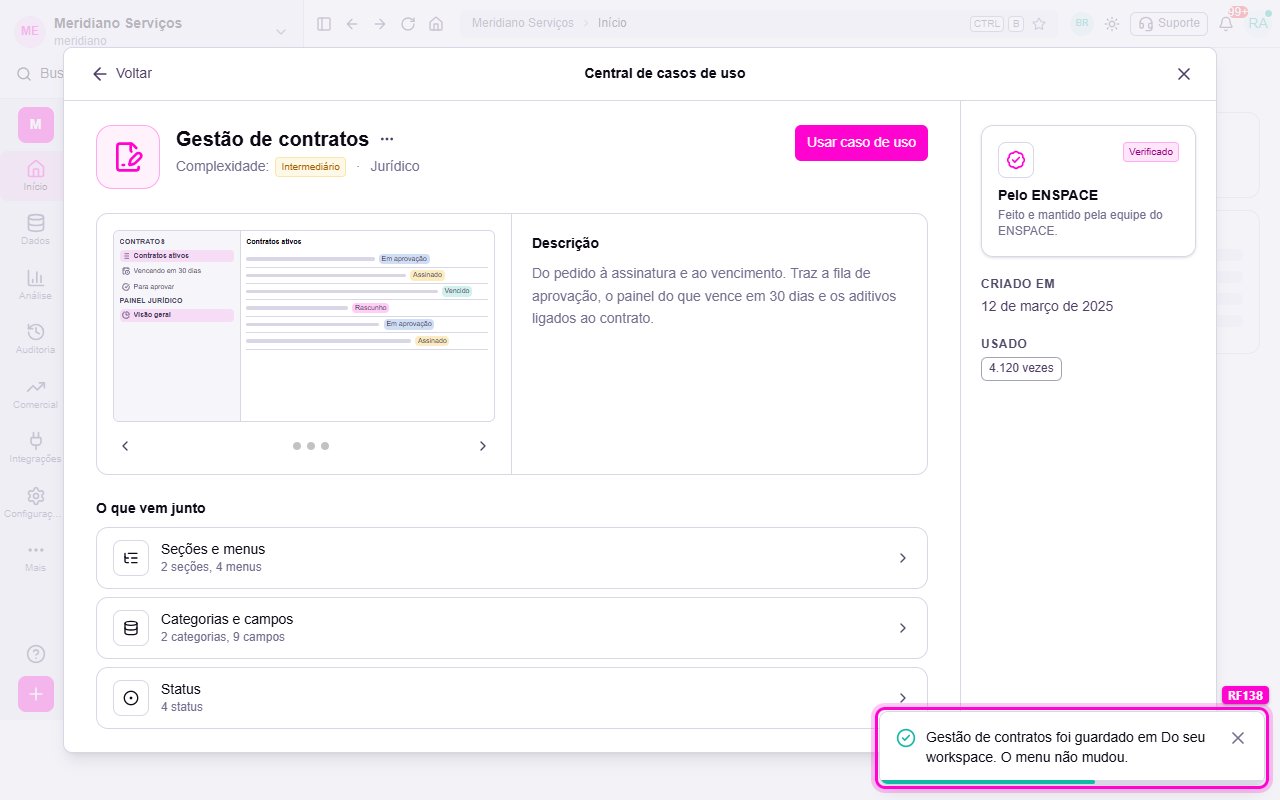 ME
Meridiano Serviços
meridiano
Meridiano Serviços
Início
CTRL
B
BR
Suporte
99+
RA
Bus
M
Início
Dados
Análise
Auditoria
Comercial
Integrações
Configuraç...
Mais
Voltar
Central de casos de uso
Gestão de contratos
Complexidade: Intermediário · Jurídico
Usar caso de uso
CONTRATOS
Contratos ativos
Vencendo em 30 dias
Para aprovar
PAINEL JURÍDICO
Visão geral
Contratos ativos
Em aprovação
Assinado
Vencido
Rascunho
Em aprovação
Assinado
Descrição
Do pedido à assinatura e ao vencimento. Traz a fila de
aprovação, o painel do que vence em 30 dias e os aditivos
ligados ao contrato.
O que vem junto
Seções e menus
2 seções, 4 menus
Categorias e campos
2 categorias, 9 campos
Status
4 status
Verificado
Pelo ENSPACE
Feito e mantido pela equipe do
ENSPACE.
CRIADO EM
12 de março de 2025
USADO
4.120 vezes
RF138
Gestão de contratos foi guardado em Do seu
workspace. O menu não mudou.